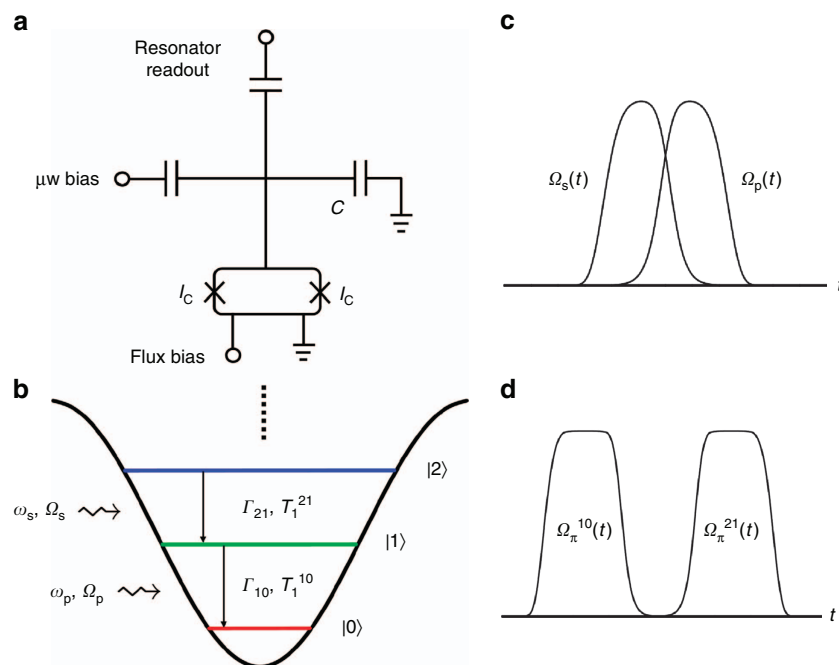 a
Resonator
readout
μw bias
C
I_C
I_C
Flux bias
b
|2⟩
ω_s, Ω_s
Γ_21, T_1^21
|1⟩
ω_p, Ω_p
Γ_10, T_1^10
|0⟩
c
Ω_s(t)
Ω_p(t)
d
Ω_π^10(t)
Ω_π^21(t)
t